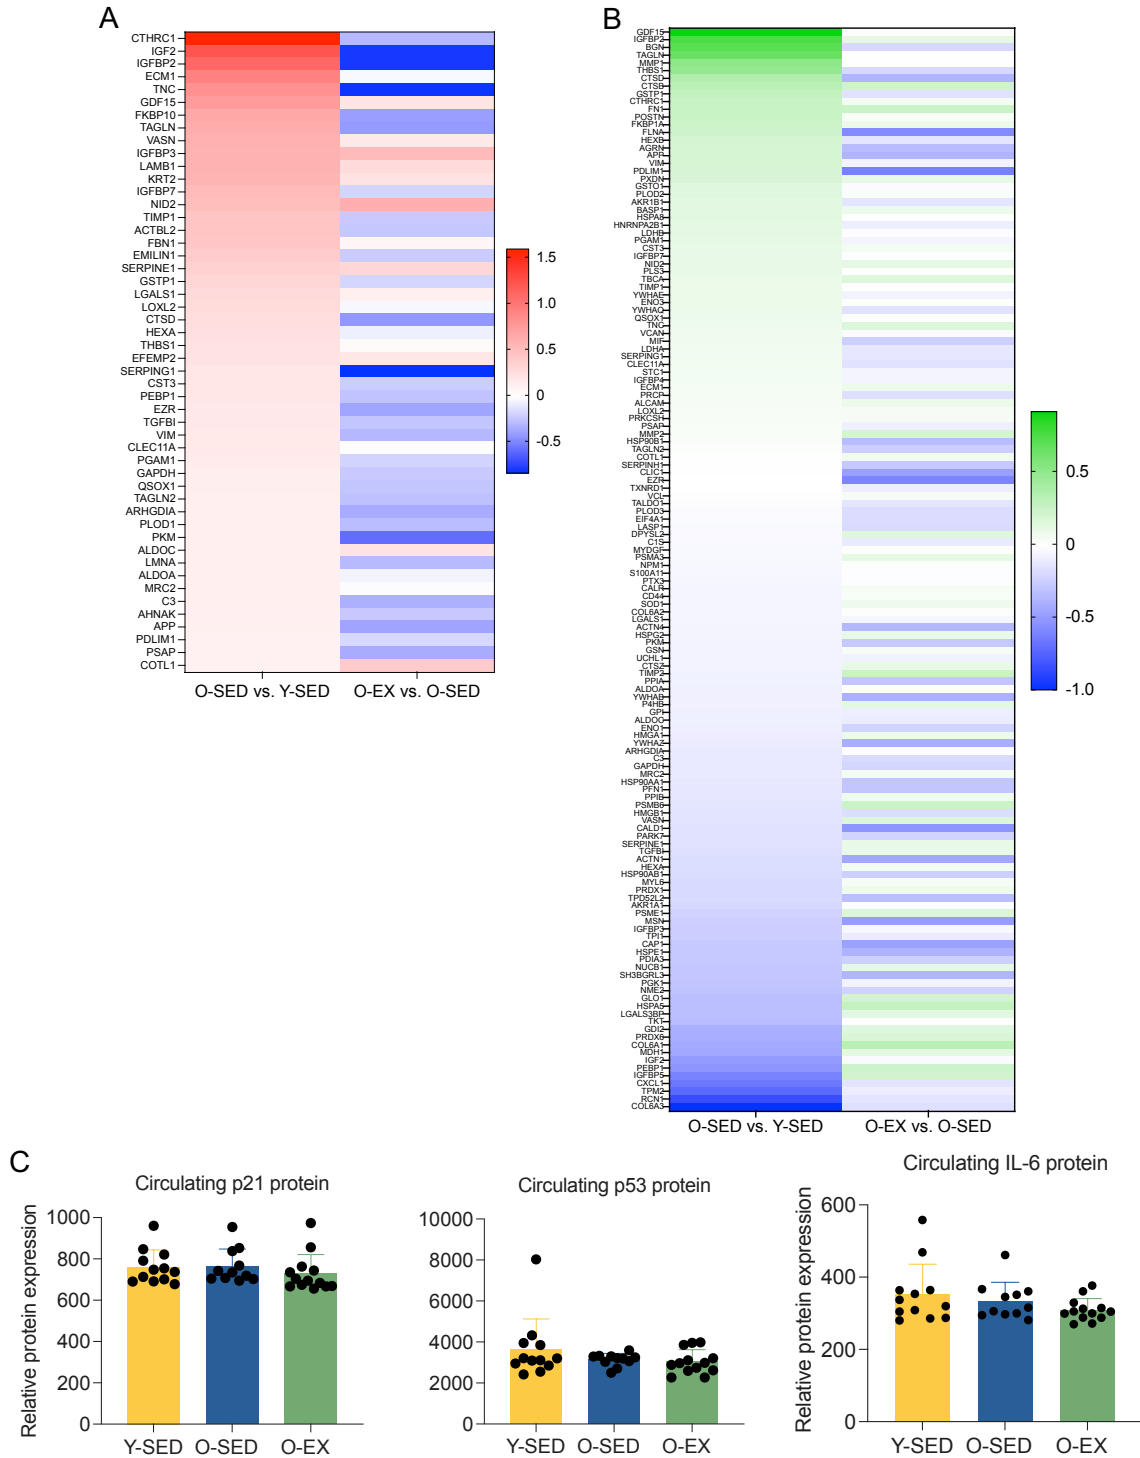 A
CTHRC1
IGF2
IGFBP2
ECM1
TNC
GDF15
FKBP10
TAGLN
VASN
IGFBP3
LAMB1
KRT2
IGFBP7
NID2
TIMP1
ACTBL2
FBN1
EMILIN1
SERPINE1
GSTP1
LGALS1
LOXL2
CTSD
HEXA
THBS1
EFEMP2
SERPING1
CST3
PEBP1
EZR
TGFBI
VIM
CLEC11A
PGAM1
GAPDH
QSOX1
TAGLN2
ARHGDIA
PLOD1
PKM
ALDOC
LMNA
ALDOA
MRC2
C3
AHNAK
APP
PDLIM1
PSAP
COTL1
O-SED vs. Y-SED O-EX vs. O-SED
1.5
1.0
0.5
0
-0.5
B
GDF15
IGFBP2
BGN
TAGLN
MMP1
THBS1
CTSD
CTSB
GSTP1
CTHRC1
FN1
POSTN
FKBP1A
FLNA
HEXB
AGRN
APP
VIM
PDLIM1
PXDN
GSTO1
PLOD2
AKR1B1
BASP1
HSPA8
HNRNPA2B1
LDHB
PGAM1
CST3
IGFBP7
NID2
PLS3
TBCA
TIMP1
YWHAE
ENO3
YWHAQ
QSOX1
TNC
VCAN
MIF
LDHA
SERPING1
CLEC11A
STC1
IGFBP4
ECM1
PRCP
ALCAM
LOXL2
PRKCSH
PSAP
MMP2
HSP90B1
TAGLN2
COTL1
SERPINH1
CLIC1
EZR
TXNRD1
VCL
TALDO1
PLOD3
EIF4A1
LASP1
DPYSL2
C1S
MYDGF
PSMA3
NPM1
S100A11
PTX3
CALR
CD44
SOD1
COL6A2
LGALS1
ACTN4
HSPG2
PKM
GSN
UCHL1
CTSZ
TIMP2
PPIA
ALDOA
YWHAB
P4HB
GPI
ALDOC
ENO1
HMGA1
YWHAZ
ARHGDIA
C3
GAPDH
MRC2
HSP90AA1
PFN1
PPIB
PSMB6
HMGB1
VASN
CALD1
PARK7
SERPINE1
TGFBI
ACTN1
HEXA
HSP90AB1
MYL6
PRDX1
TPD52L2
AKR1A1
PSME1
MSN
IGFBP3
TPI1
CAP1
HSPE1
PDIA3
NUCB1
SH3BGRL3
PGK1
NME2
GLO1
HSPA5
LGALS3BP
TKT
GDI2
PRDX6
COL6A1
MDH1
IGF2
PEBP1
IGFBP5
CXCL1
TPM2
RCN1
COL6A3
O-SED vs. Y-SED O-EX vs. O-SED
0.5
0
-0.5
-1.0
C
Circulating p21 protein
Relative protein expression
1000
800
600
400
200
0
Y-SED O-SED O-EX
Circulating p53 protein
10000
8000
6000
4000
2000
0
Y-SED O-SED O-EX
Circulating IL-6 protein
Relative protein expression
600
400
200
0
Y-SED O-SED O-EX